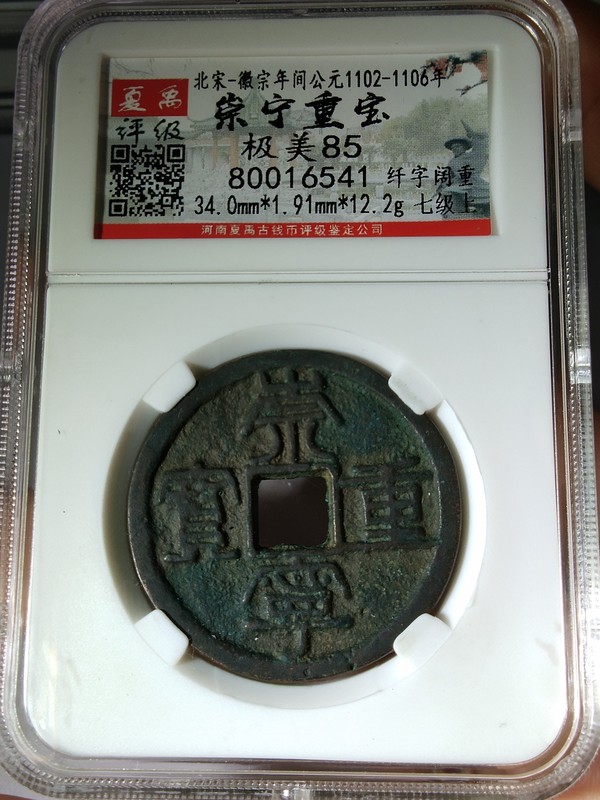 北宋-徽宗年间公元1102-1106年
夏禹
评级
崇宁重宝
极美85
80016541 纤字阔重
34.0mm*1.91mm*12.2g 七级上
河南夏禹古钱币评级鉴定公司
崇
寧
重
寳